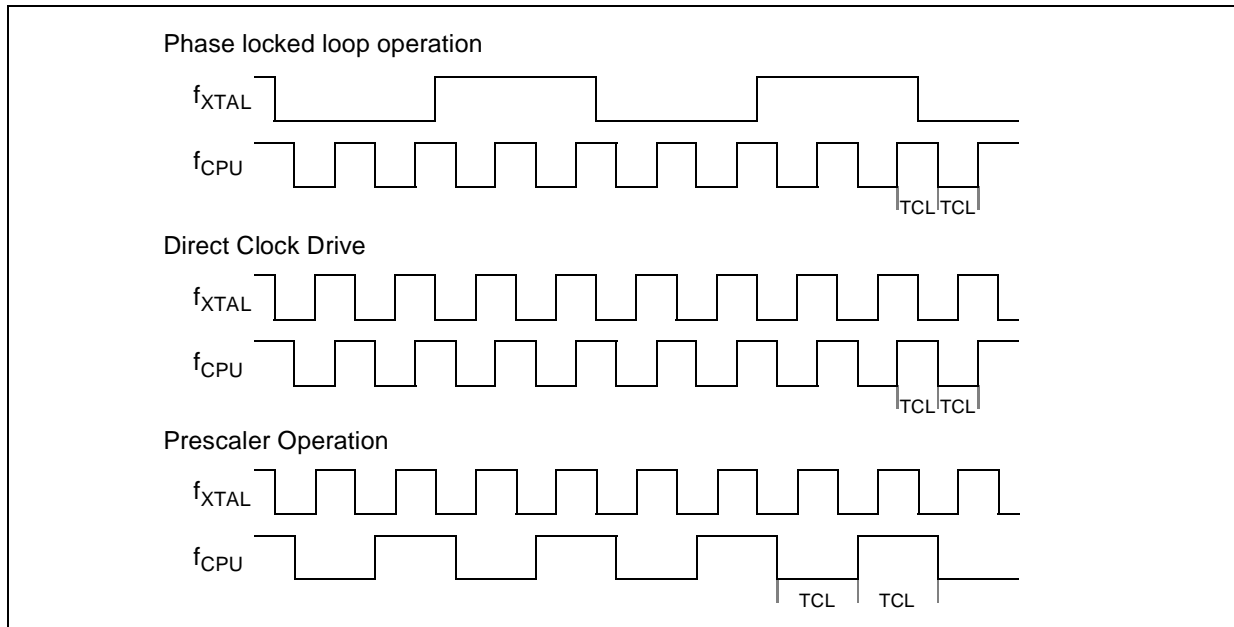 Phase locked loop operation
fXTAL
fCPU
TCL TCL
Direct Clock Drive
fXTAL
fCPU
TCL TCL
Prescaler Operation
fXTAL
fCPU
TCL TCL